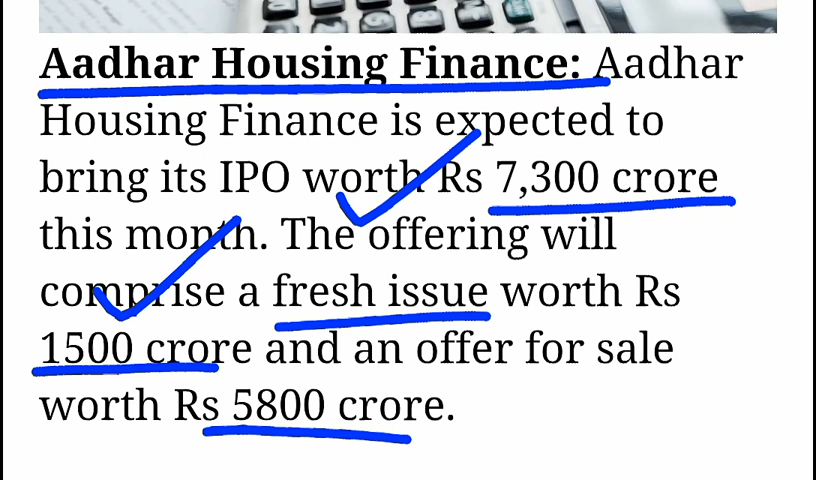 Aadhar Housing Finance: Aadhar
Housing Finance is expected to
bring its IPO worth Rs 7,300 crore
this month. The offering will
comprise a fresh issue worth Rs
1500 crore and an offer for sale
worth Rs 5800 crore.